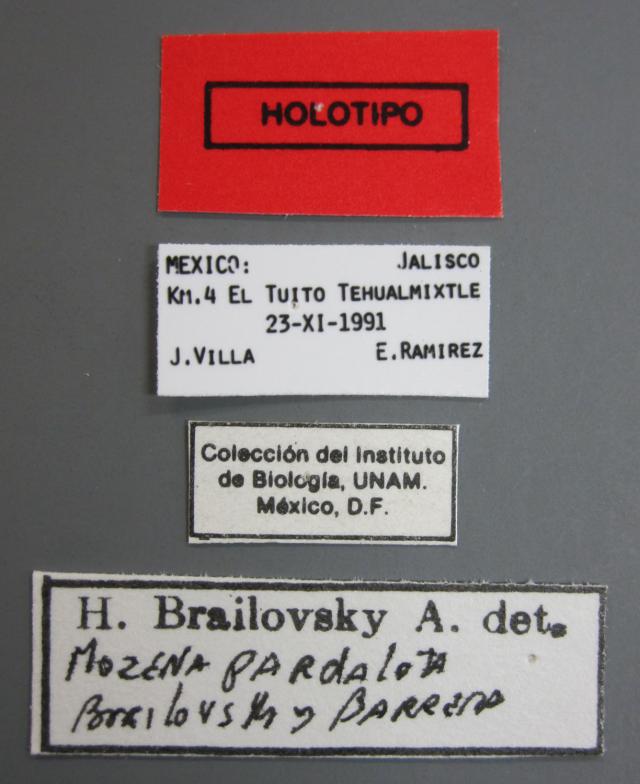 HOLOTIPO
MEXICO: JALISCO
KM.4 EL TUITO TEHUALMIXTLE
23-XI-1991
J.VILLA E.RAMIREZ
Colección del Instituto
de Biología, UNAM.
México, D.F.
H. Brailovsky A. det.
MOZENA PARdALOTA
BRAILOVSKY y BARRERA